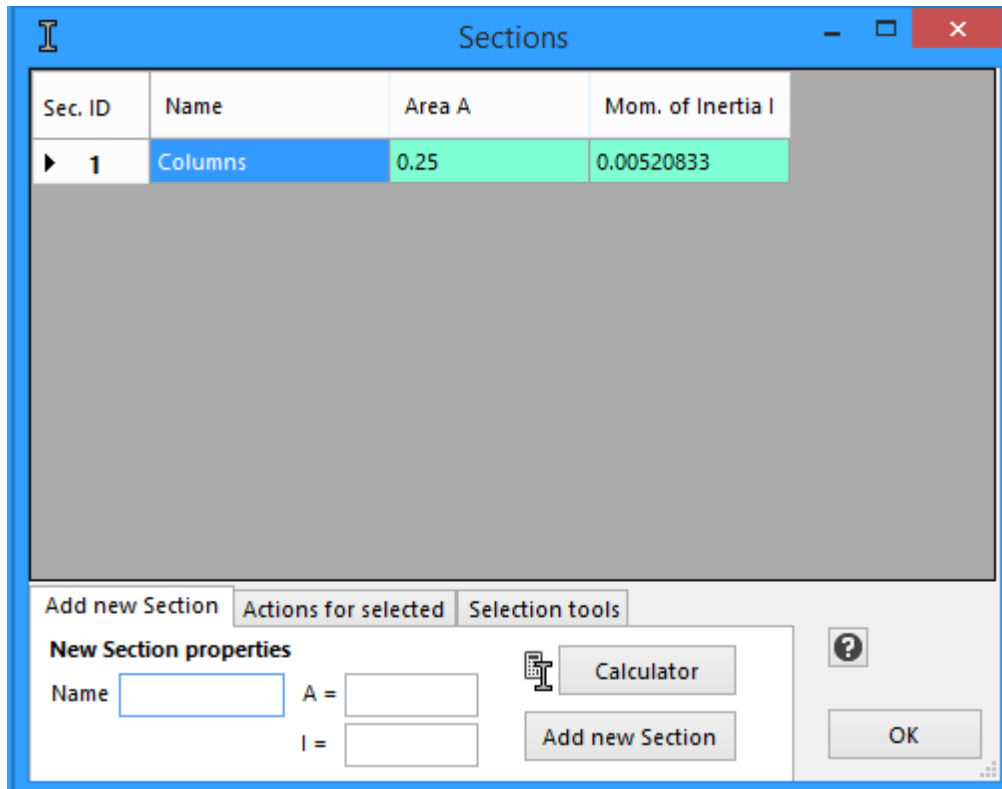 Sections
Sec. ID Name Area A Mom. of Inertia I
1 Columns 0.25 0.00520833
Add new Section Actions for selected Selection tools
New Section properties
Calculator
Name A =
I = Add new Section
OK